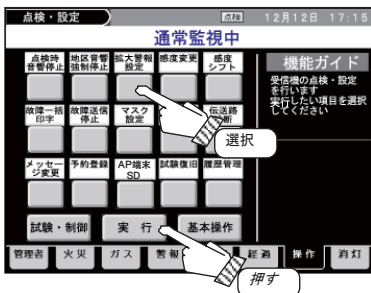 点検・設定
点検
12月12日 17:15
通常監視中
点検時
音響停止
地区音響
強制停止
拡大警報
設定
感度変更
感度
シフト
故障一括
印字
故障送信
停止
マスク
設定
伝送路
断
選択
メッセー
ジ変更
予約登録
AP端末
SD
試験復旧
履歴管理
試験・制御
実 行
基本操作
機能ガイド
受信機の点検・設定
を行います
実行したい項目を選択
してください
管理者
火災
ガス
警報
経過
操作
消灯
押す